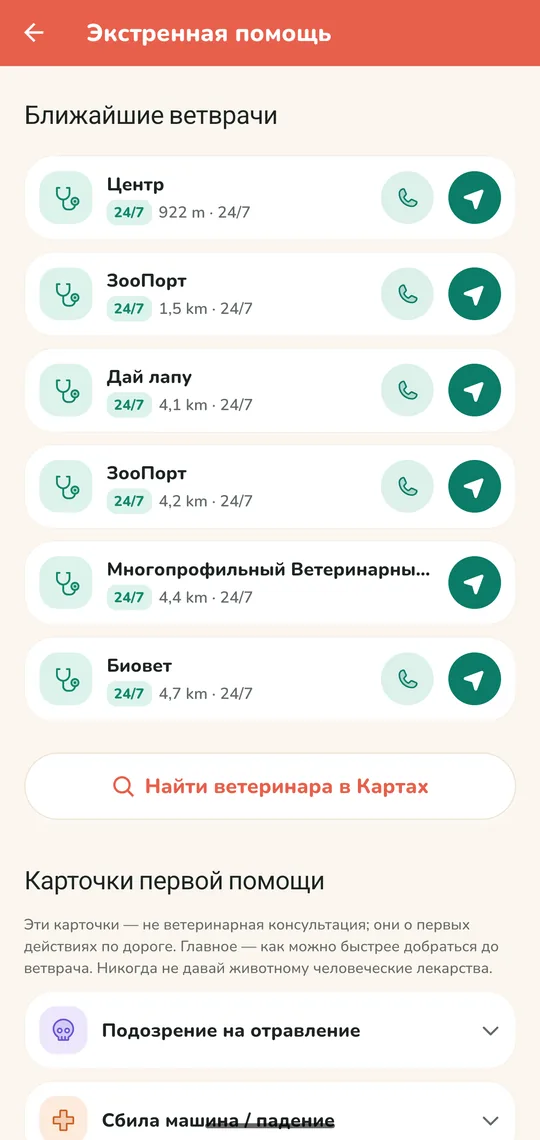 Экстренная помощь
Ближайшие ветврачи
Центр
24/7 922 m · 24/7
ЗооПорт
24/7 1,5 km · 24/7
Дай лапу
24/7 4,1 km · 24/7
ЗооПорт
24/7 4,2 km · 24/7
Многопрофильный Ветеринарны...
24/7 4,4 km · 24/7
Биовет
24/7 4,7 km · 24/7
Найти ветеринара в Картах
Карточки первой помощи
Эти карточки — не ветеринарная консультация; они о первых
действиях по дороге. Главное — как можно быстрее добраться до
ветврача. Никогда не давай животному человеческие лекарства.
Подозрение на отравление
Сбила машина / падение